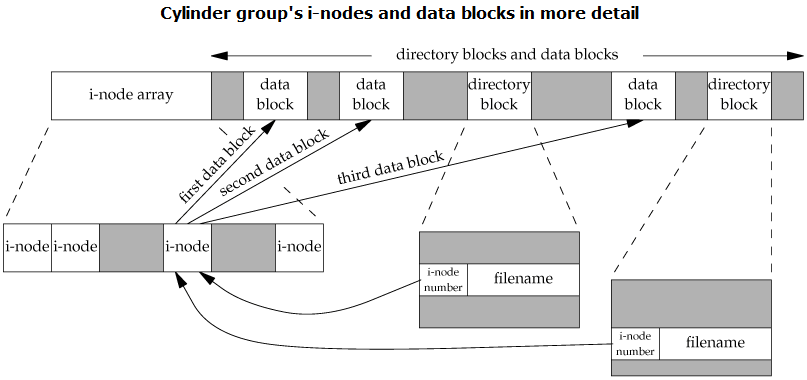 Cylinder group's i-nodes and data blocks in more detail
directory blocks and data blocks
i-node array
data
block
data
block
directory
block
data
block
directory
block
first data block
second data block
third data block
i-node
i-node
i-node
i-node
i-node
number
filename
i-node
number
filename